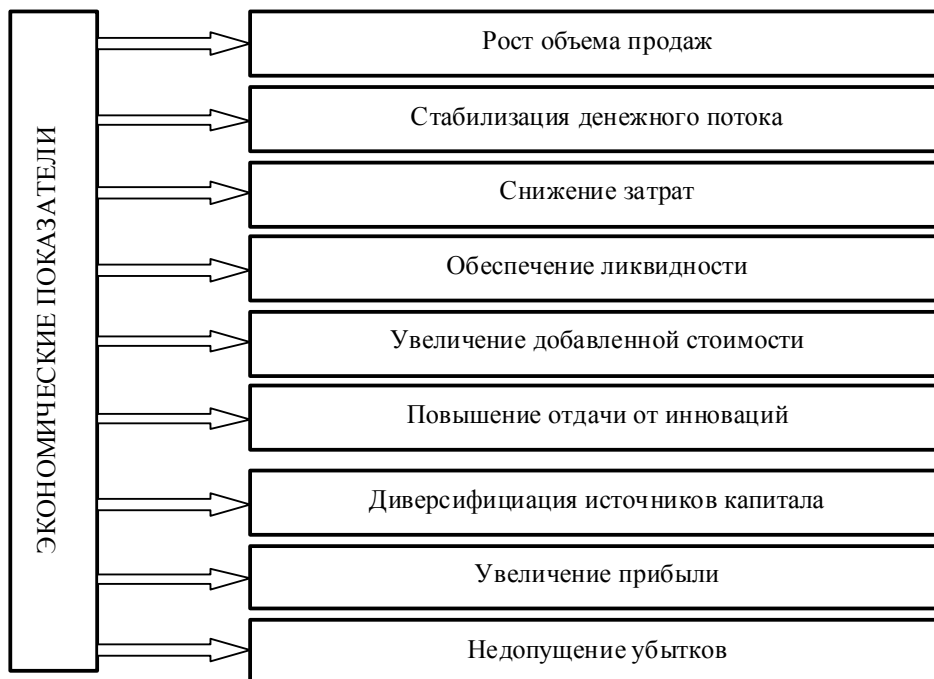 ЭКОНОМИЧЕСКИЕ ПОКАЗАТЕЛИ
Рост объема продаж
Стабилизация денежного потока
Снижение затрат
Обеспечение ликвидности
Увеличение добавленной стоимости
Повышение отдачи от инноваций
Диверсифициация источников капитала
Увеличение прибыли
Недопущение убытков